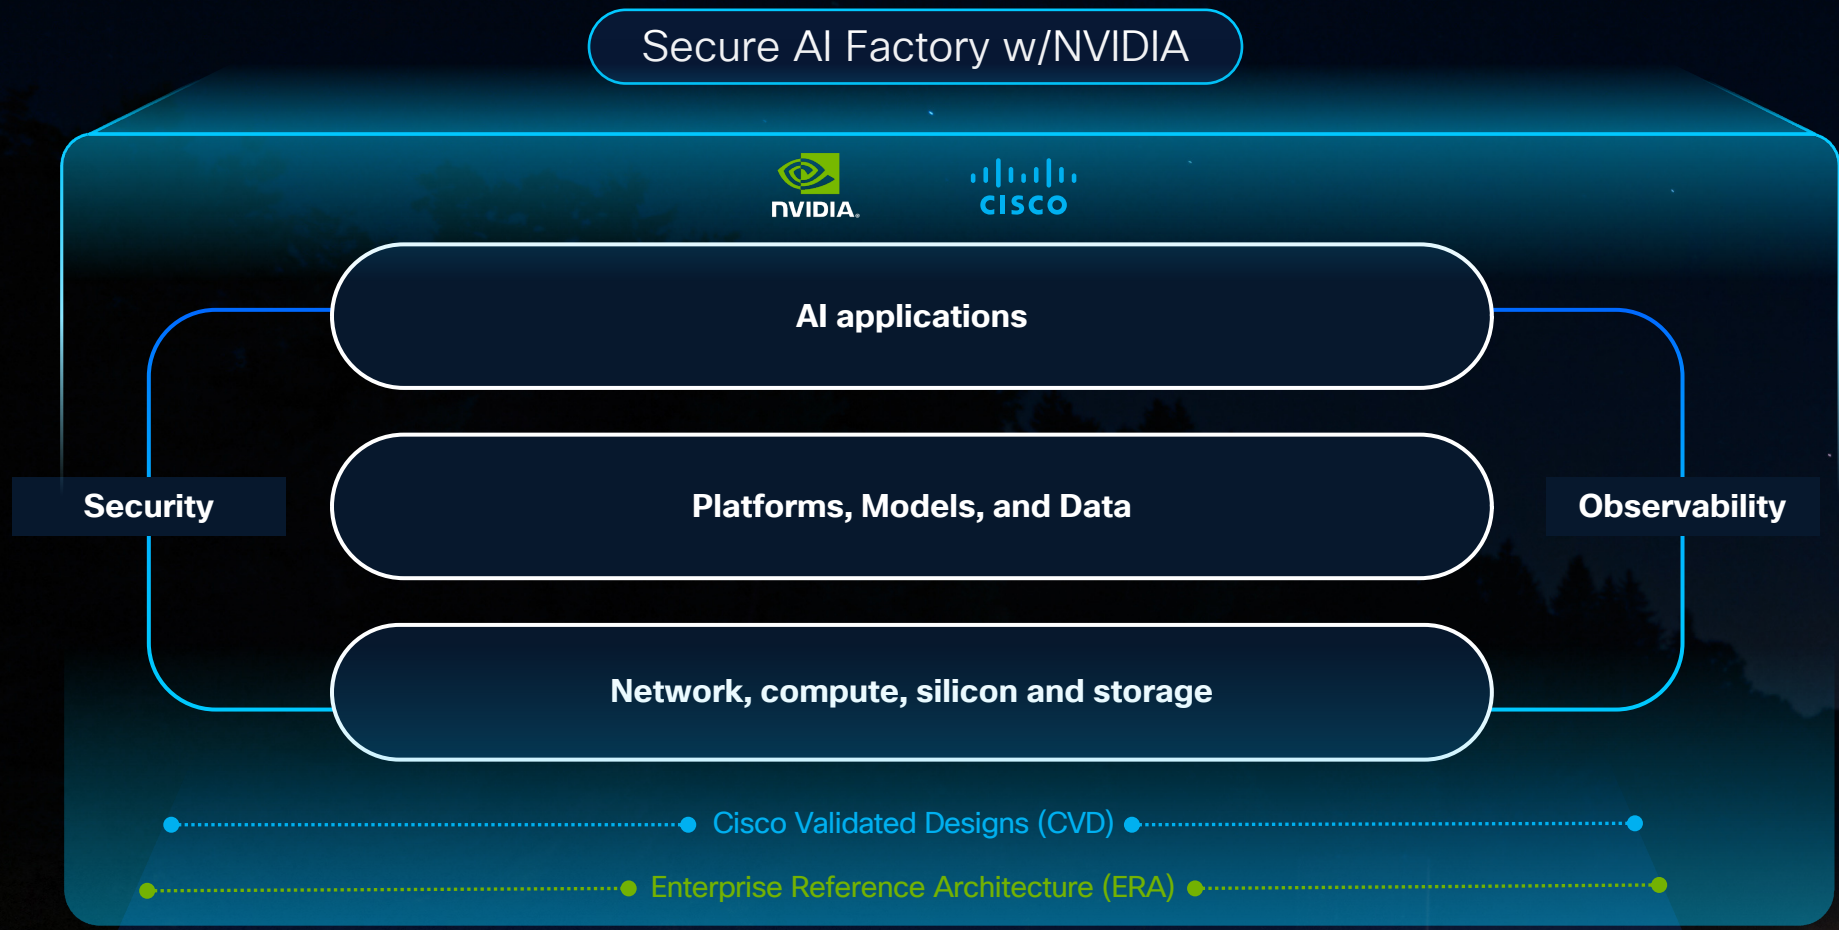 Secure AI Factory w/NVIDIA
NVIDIA.
CISCO
AI applications
Security
Platforms, Models, and Data
Observability
Network, compute, silicon and storage
Cisco Validated Designs (CVD)
Enterprise Reference Architecture (ERA)